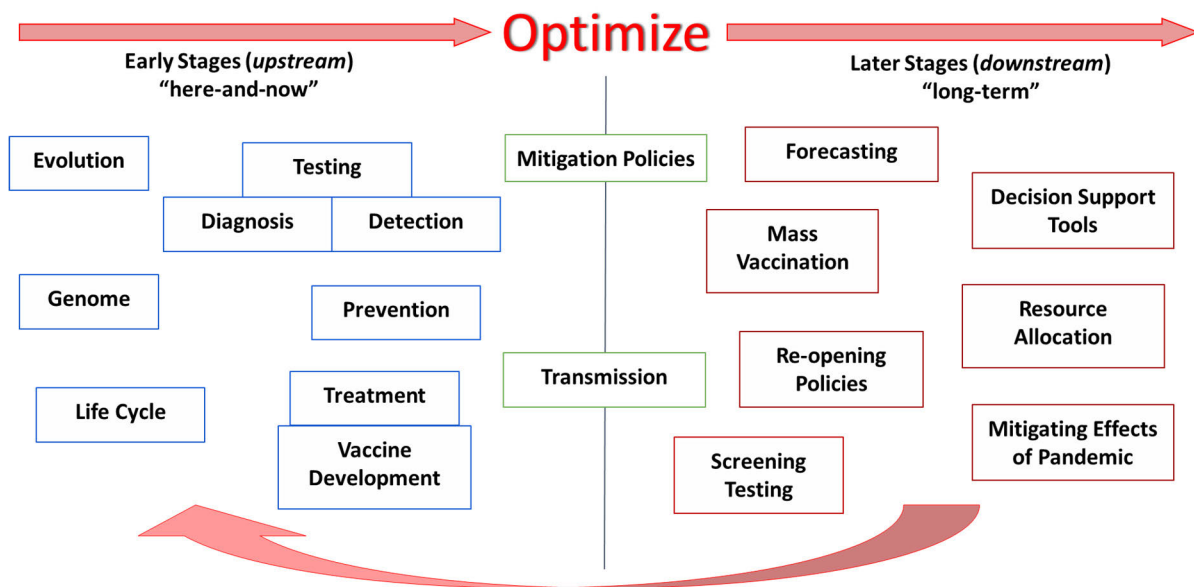 Optimize
Early Stages (upstream)
“here-and-now”
Later Stages (downstream)
“long-term”
Evolution
Testing
Diagnosis
Detection
Genome
Prevention
Life Cycle
Treatment
Vaccine
Development
Mitigation Policies
Transmission
Forecasting
Decision Support
Tools
Mass
Vaccination
Resource
Allocation
Re-opening
Policies
Mitigating Effects
of Pandemic
Screening
Testing